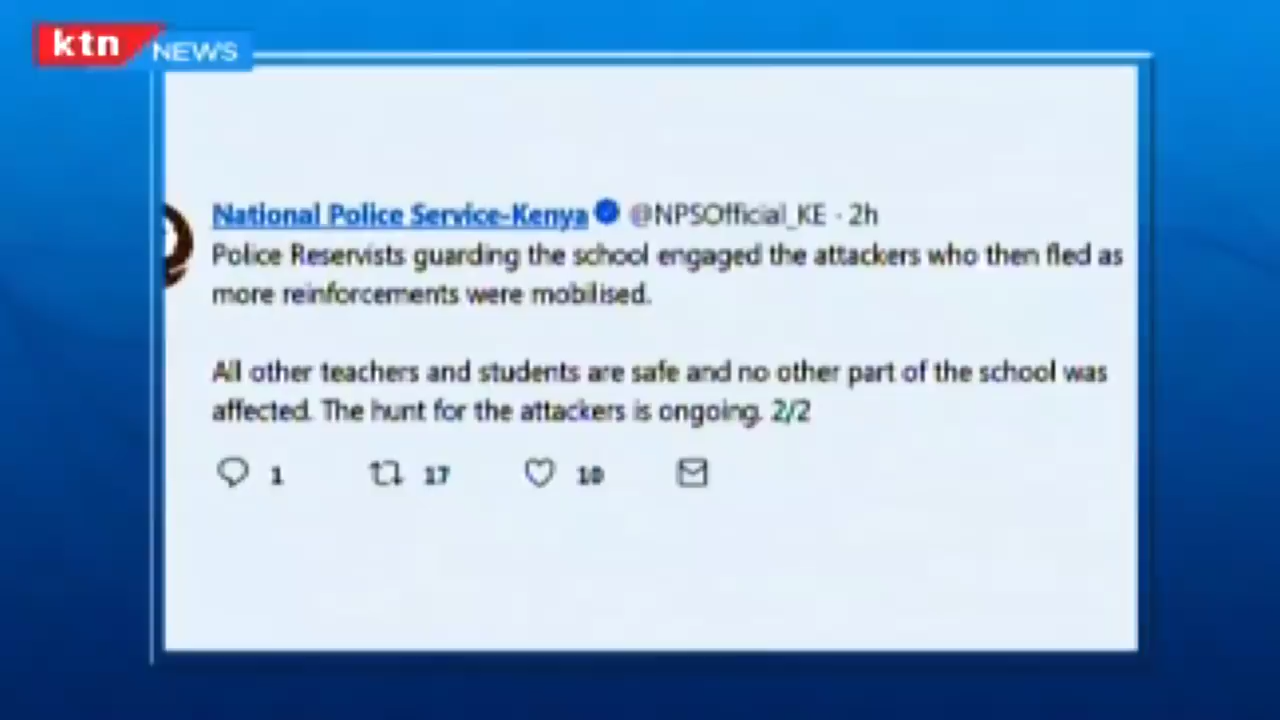 ktn NEWS
National Police Service-Kenya @NPSOfficial_KE · 2h
Police Reservists guarding the school engaged the attackers who then fled as
more reinforcements were mobilised.
All other teachers and students are safe and no other part of the school was
affected. The hunt for the attackers is ongoing. 2/2
1 17 10